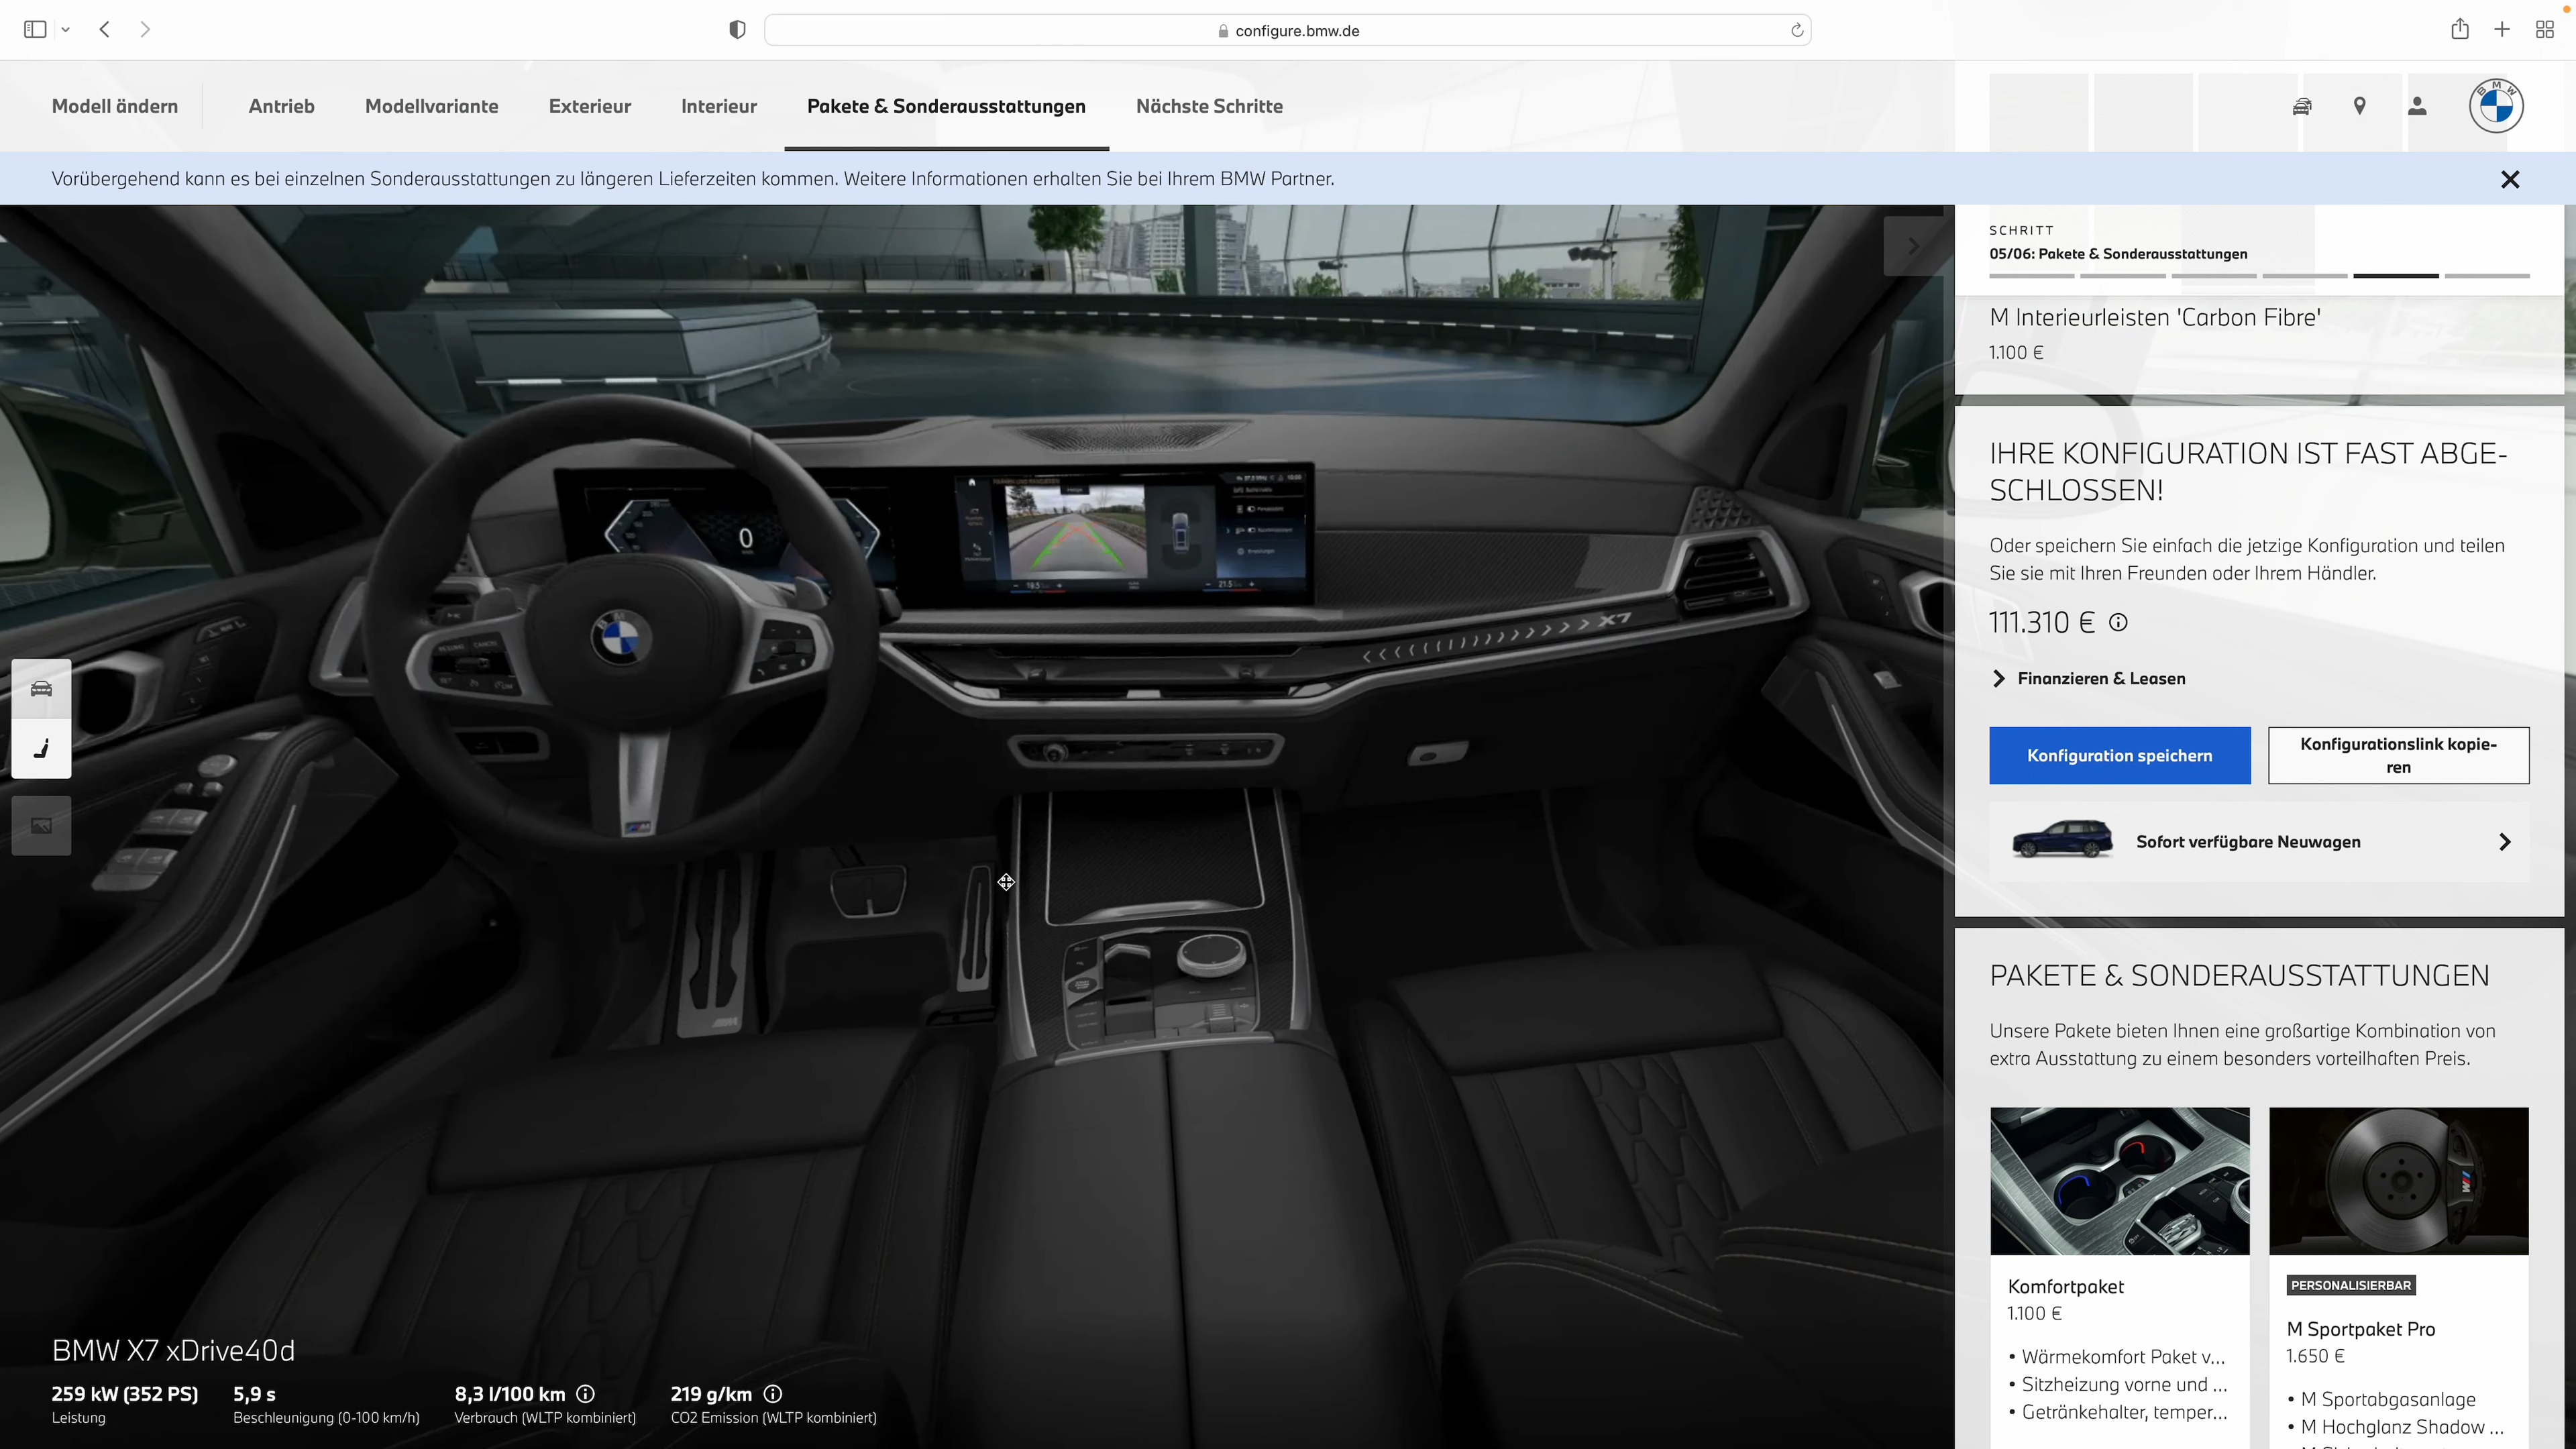 configure.bmw.de
Modell ändern
Antrieb
Modellvariante
Exterieur
Interieur
Pakete & Sonderausstattungen
Nächste Schritte
Vorübergehend kann es bei einzelnen Sonderausstattungen zu längeren Lieferzeiten kommen. Weitere Informationen erhalten Sie bei Ihrem BMW Partner.
SCHRITT
05/06: Pakete & Sonderausstattungen
M Interieurleisten 'Carbon Fibre'
1.100 €
IHRE KONFIGURATION IST FAST ABGE-
SCHLOSSEN!
Oder speichern Sie einfach die jetzige Konfiguration und teilen
Sie sie mit Ihren Freunden oder Ihrem Händler.
111.310 €
Finanzieren & Leasen
Konfiguration speichern
Konfigurationslink kopie-
ren
Sofort verfügbare Neuwagen
PAKETE & SONDERAUSSTATTUNGEN
Unsere Pakete bieten Ihnen eine großartige Kombination von
extra Ausstattung zu einem besonders vorteilhaften Preis.
Komfortpaket
1.100 €
• Wärmekomfort Paket v...
• Sitzheizung vorne und ...
• Getränkehalter, temper...
PERSONALISIERBAR
M Sportpaket Pro
1.650 €
• M Sportabgasanlage
• M Hochglanz Shadow ...
0
X7
BMW X7 xDrive40d
259 kW (352 PS)
Leistung
5,9 s
Beschleunigung (0-100 km/h)
8,3 l/100 km
Verbrauch (WLTP kombiniert)
219 g/km
CO2 Emission (WLTP kombiniert)